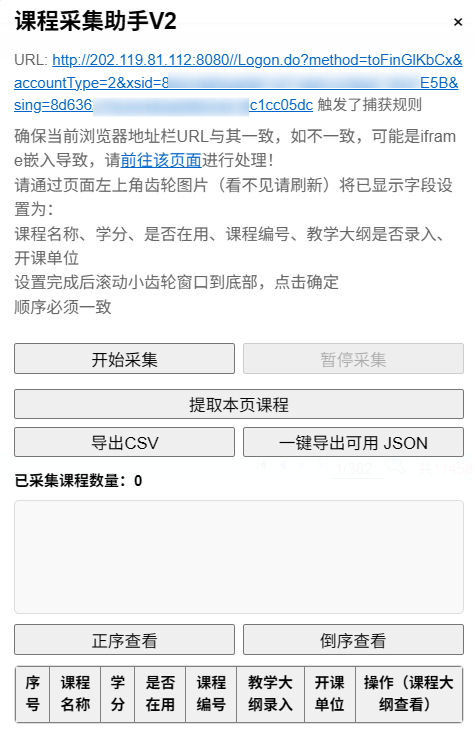 课程采集助手V2
×
URL: http://202.119.81.112:8080//Logon.do?method=toFinGlKbCx&
accountType=2&xsid=8 E5B&
sing=8d636 c1cc05dc 触发了捕获规则
确保当前浏览器地址栏URL与其一致，如不一致，可能是ifram
e嵌入导致，请前往该页面进行处理！
请通过页面左上角齿轮图片（看不见请刷新）将已显示字段设
置为：
课程名称、学分、是否在用、课程编号、教学大纲是否录入、
开课单位
设置完成后滚动小齿轮窗口到底部，点击确定
顺序必须一致
开始采集
暂停采集
提取本页课程
导出CSV
一键导出可用 JSON
已采集课程数量：0
正序查看
倒序查看
序号
课程名称
学分
是否在用
课程编号
教学大纲录入
开课单位
操作（课程大纲查看）